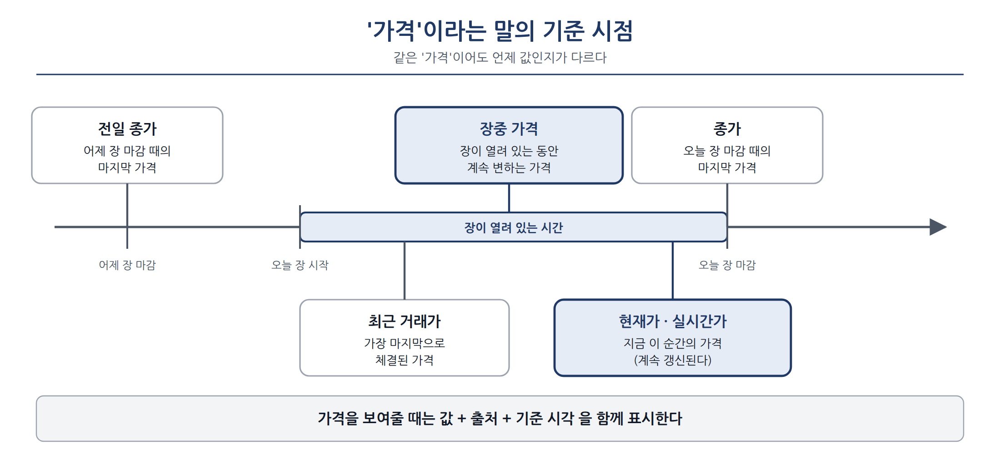 '가격'이라는 말의 기준 시점
같은 '가격'이어도 언제 값인지가 다르다
전일 종가
어제 장 마감 때의
마지막 가격
장중 가격
장이 열려 있는 동안
계속 변하는 가격
종가
오늘 장 마감 때의
마지막 가격
장이 열려 있는 시간
어제 장 마감
오늘 장 시작
오늘 장 마감
최근 거래가
가장 마지막으로
체결된 가격
현재가 · 실시간가
지금 이 순간의 가격
(계속 갱신된다)
가격을 보여줄 때는 값 + 출처 + 기준 시각 을 함께 표시한다